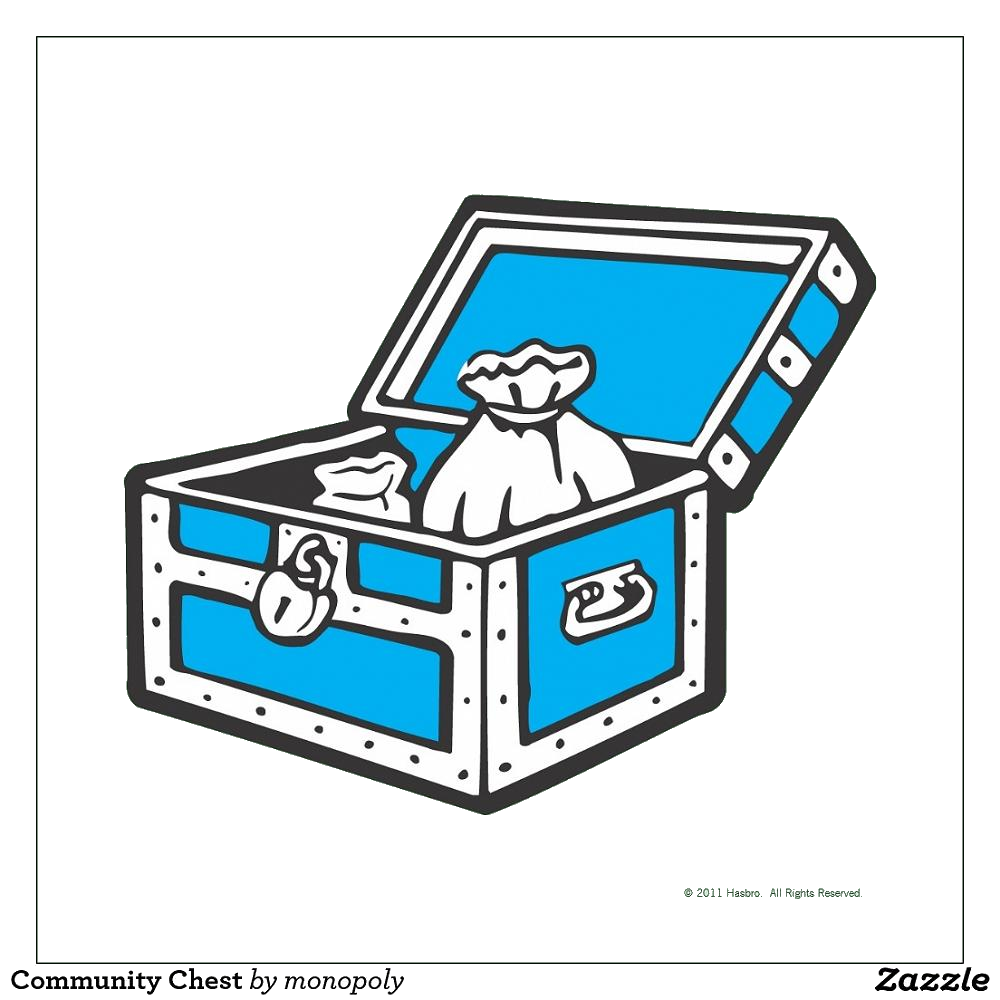 © 2011 Hasbro. All Rights Reserved.
Community Chest by monopoly
Zazzle